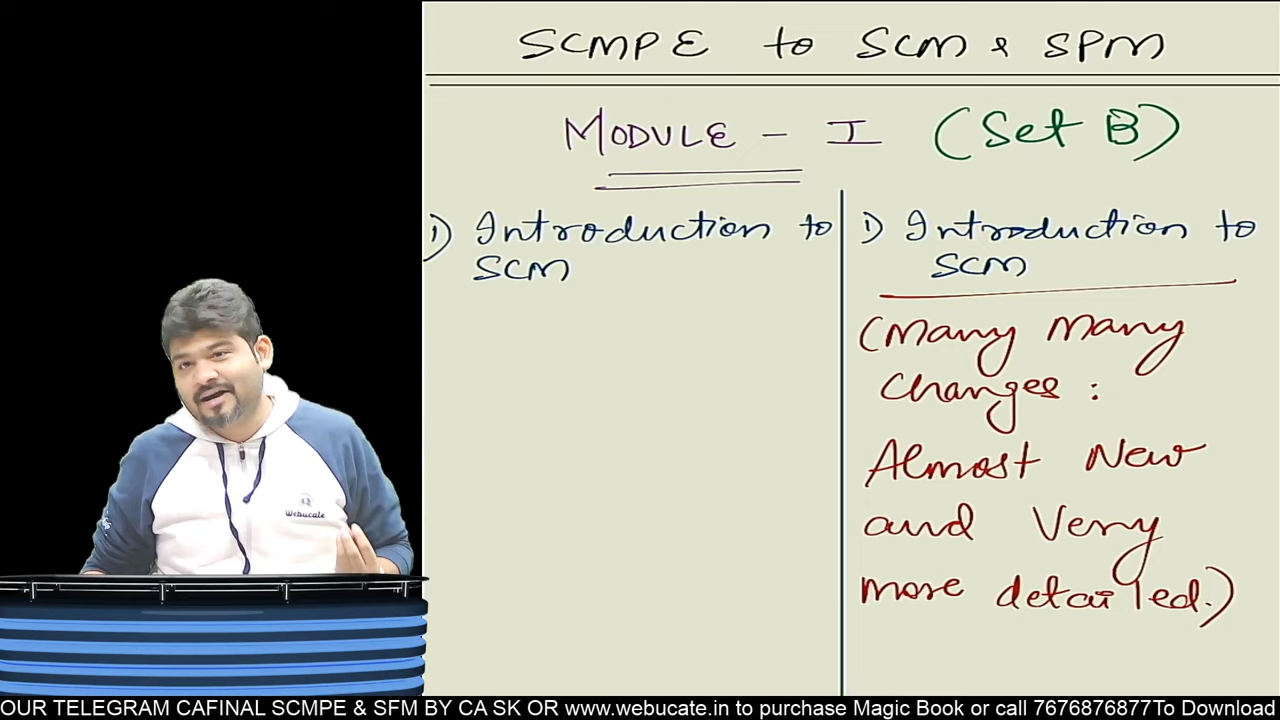 SCMPE to SCM & SPM
MODULE - I (Set B)
1) Introduction to
SCM
1) Introduction to
SCM
(Many Many
Changes:
Almost New
and Very
more detailed.)
Webucate
OUR TELEGRAM CAFINAL SCMPE & SFM BY CA SK OR www.webucate.in to purchase Magic Book or call 7676876877To Download